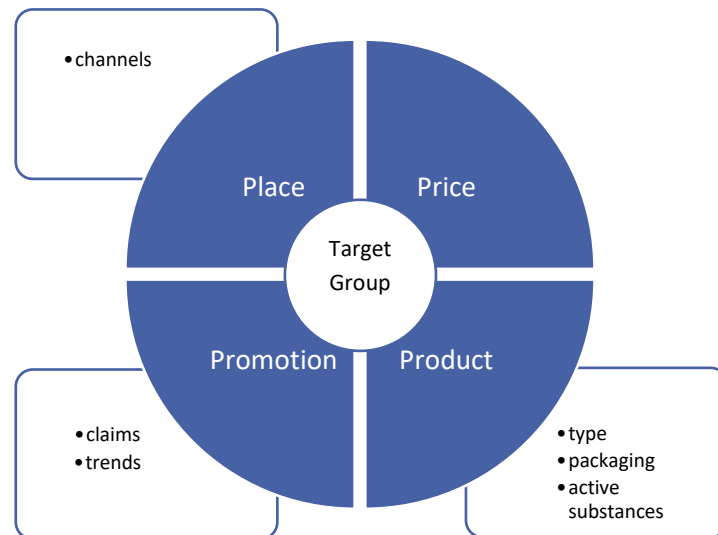 •channels
Place
Price
Target
Group
Promotion
Product
•claims
•trends
•type
•packaging
•active
substances